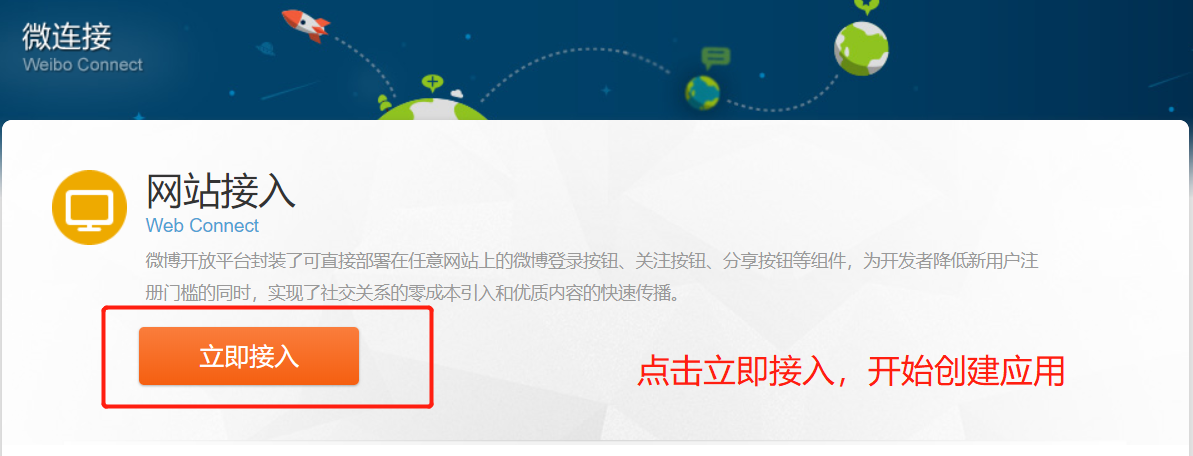 微连接
Weibo Connect
网站接入
Web Connect
微博开放平台封装了可直接部署在任意网站上的微博登录按钮、关注按钮、分享按钮等组件，为开发者降低新用户注
册门槛的同时，实现了社交关系的零成本引入和优质内容的快速传播。
立即接入
点击立即接入，开始创建应用